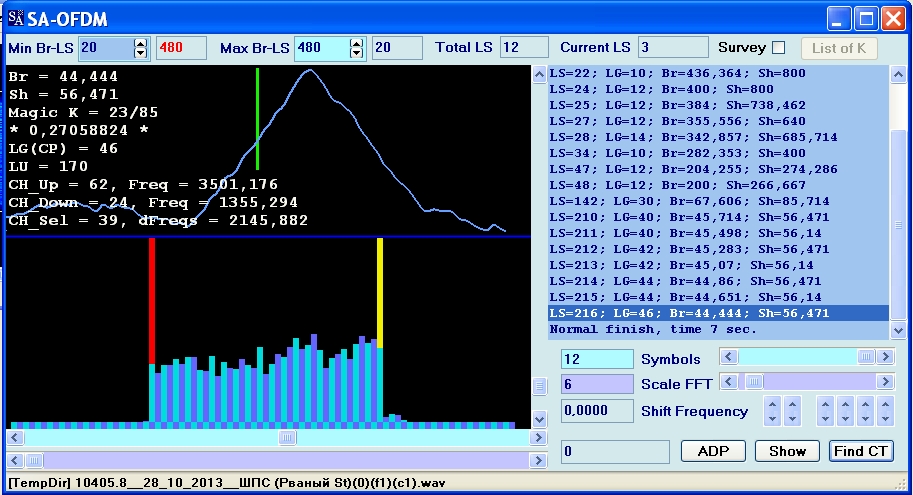 SA SA-OFDM
Min Br-LS 20 480 Max Br-LS 480 20 Total LS 12 Current LS 3 Survey List of K
Br = 44,444
Sh = 56,471
Magic K = 23/85
* 0,27058824 *
LG(CP) = 46
LU = 170
CH_Up = 62, Freq = 3501,176
CH_Down = 24, Freq = 1355,294
CH_Sel = 39, dFreqs = 2145,882
LS=22; LG=10; Br=436,364; Sh=800
LS=24; LG=12; Br=400; Sh=800
LS=25; LG=12; Br=384; Sh=738,462
LS=27; LG=12; Br=355,556; Sh=640
LS=28; LG=14; Br=342,857; Sh=685,714
LS=34; LG=10; Br=282,353; Sh=400
LS=47; LG=12; Br=204,255; Sh=274,286
LS=48; LG=12; Br=200; Sh=266,667
LS=142; LG=30; Br=67,606; Sh=85,714
LS=210; LG=40; Br=45,714; Sh=56,471
LS=211; LG=40; Br=45,498; Sh=56,14
LS=212; LG=42; Br=45,283; Sh=56,471
LS=213; LG=42; Br=45,07; Sh=56,14
LS=214; LG=44; Br=44,86; Sh=56,471
LS=215; LG=44; Br=44,651; Sh=56,14
LS=216; LG=46; Br=44,444; Sh=56,471
Normal finish, time 7 sec.
12 Symbols
6 Scale FFT
0,0000 Shift Frequency
0 ADP Show Find CT
[TempDir] 10405.8__28_10_2013__ШПС (Рваный St)(0)(f1)(c1).wav